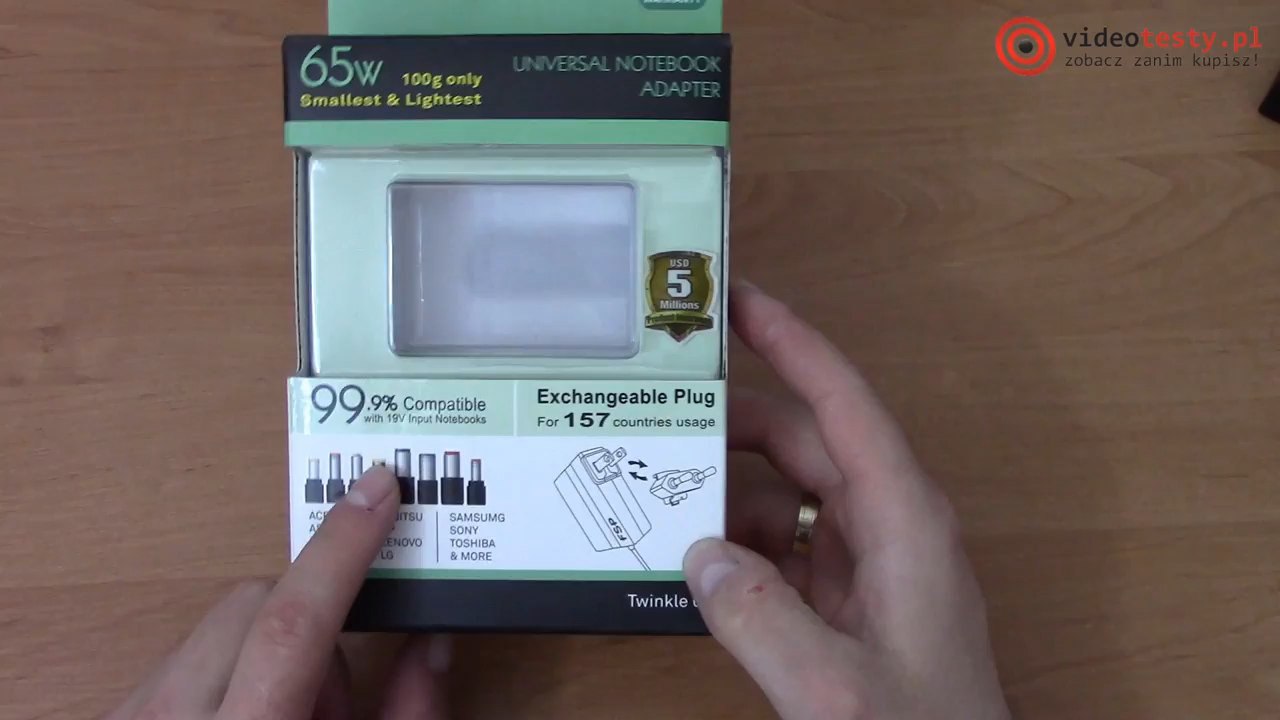 videotesty.pl
zobacz zanim kupisz!
65W
100g only
Smallest & Lightest
UNIVERSAL NOTEBOOK
ADAPTER
USD
5
Millions
99.9% Compatible
with 19V Input Notebooks
Exchangeable Plug
For 157 countries usage
LG
SAMSUMG
SONY
TOSHIBA
& MORE
FSP
Twinkle